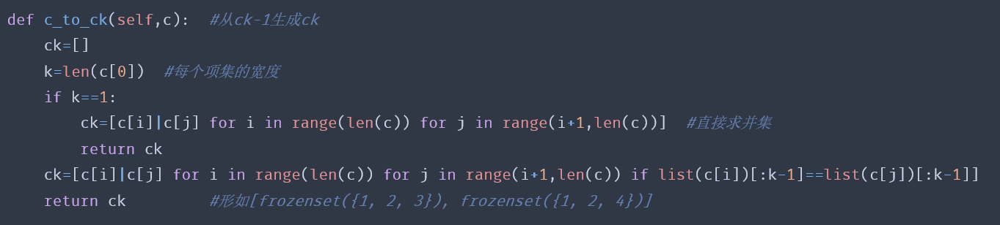 def c_to_ck(self,c):  #从ck-1生成ck
    ck=[]
    k=len(c[0])  #每个项集的宽度
    if k==1:
        ck=[c[i]|c[j] for i in range(len(c)) for j in range(i+1,len(c))]  #直接求并集
        return ck
    ck=[c[i]|c[j] for i in range(len(c)) for j in range(i+1,len(c)) if list(c[i])[:k-1]==list(c[j])[:k-1]]
    return ck         #形如[frozenset({1, 2, 3}), frozenset({1, 2, 4})]